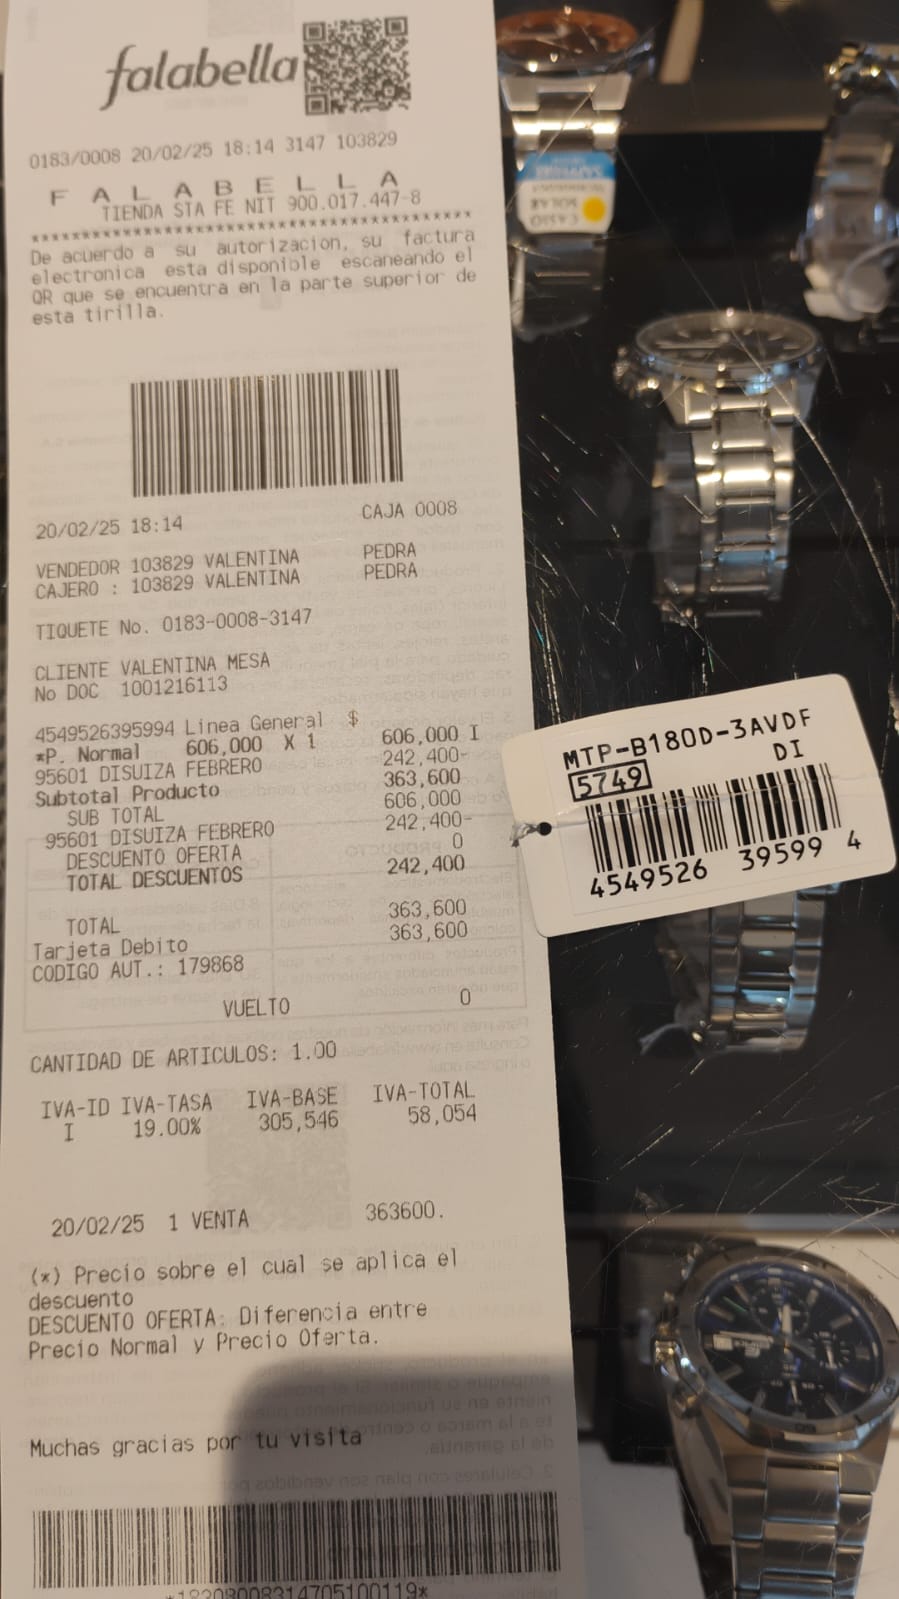 falabella
0183/0008 20/02/25 18:14 3147 103829
F A L A B E L L A
TIENDA STA FE NIT 900.017.447-8
****************************************
De acuerdo a su autorizacion, su factura
electronica esta disponible escaneando el
QR que se encuentra en la parte superior de
esta tirilla.
20/02/25 18:14 CAJA 0008
VENDEDOR 103829 VALENTINA PEDRA
CAJERO : 103829 VALENTINA PEDRA
TIQUETE No. 0183-0008-3147
CLIENTE VALENTINA MESA
No DOC 1001216113
4549526395994 Linea General $
*P. Normal 606,000 X 1 606,000 I
95601 DISUIZA FEBRERO 242,400-
Subtotal Producto 363,600
SUB TOTAL 606,000
95601 DISUIZA FEBRERO 242,400-
DESCUENTO OFERTA 0
TOTAL DESCUENTOS 242,400
TOTAL 363,600
Tarjeta Debito 363,600
CODIGO AUT.: 179868
VUELTO 0
CANTIDAD DE ARTICULOS: 1.00
IVA-ID IVA-TASA IVA-BASE IVA-TOTAL
I 19.00% 305,546 58,054
20/02/25 1 VENTA 363600.
(*) Precio sobre el cual se aplica el
descuento
DESCUENTO OFERTA: Diferencia entre
Precio Normal y Precio Oferta.
Muchas gracias por tu visita
MTP-B180D-3AVDF
5749 DI
4549526 39599 4
CASIO
SOLAR
SAPPHIRE